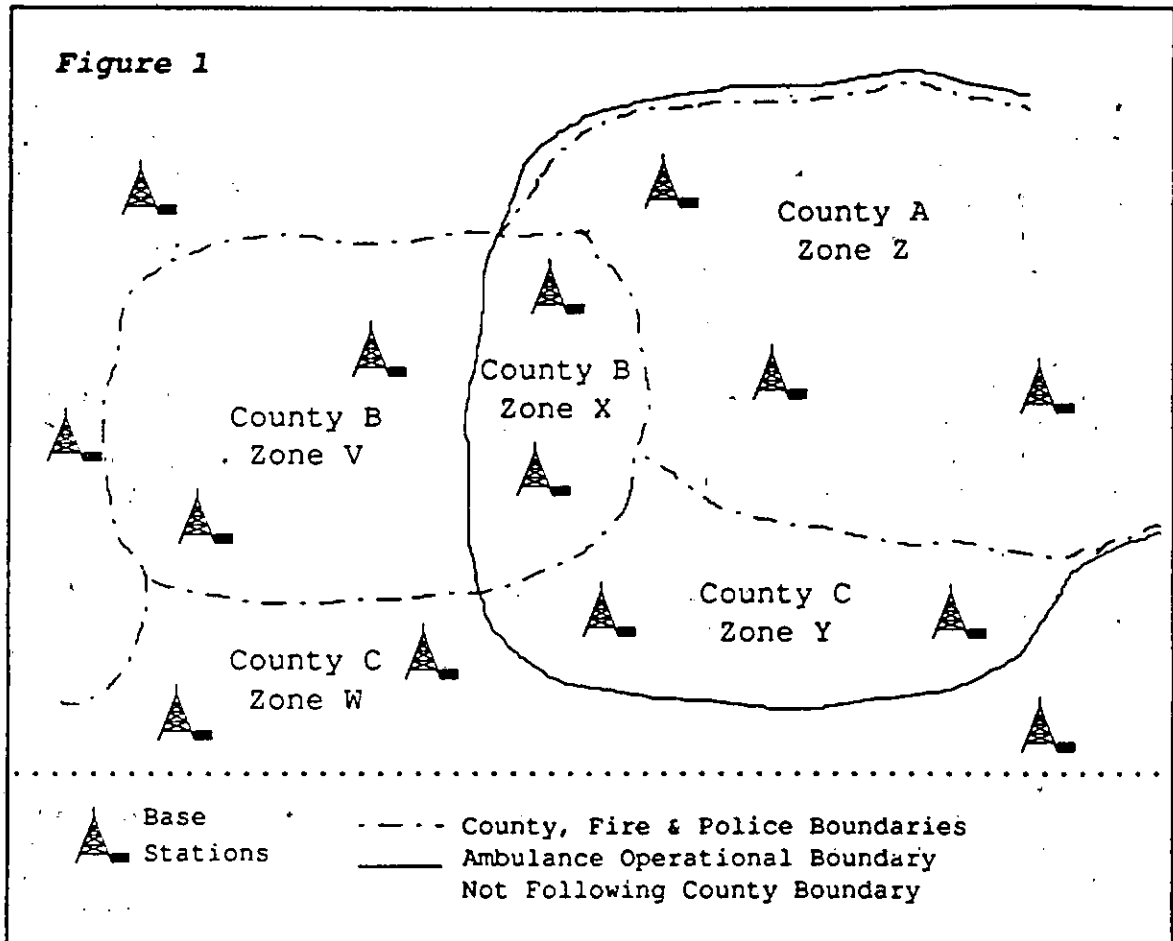 Figure 1
County A
Zone Z
County B
Zone X
County B
Zone V
County C
Zone Y
County C
Zone W
Base
Stations
County, Fire & Police Boundaries
Ambulance Operational Boundary
Not Following County Boundary